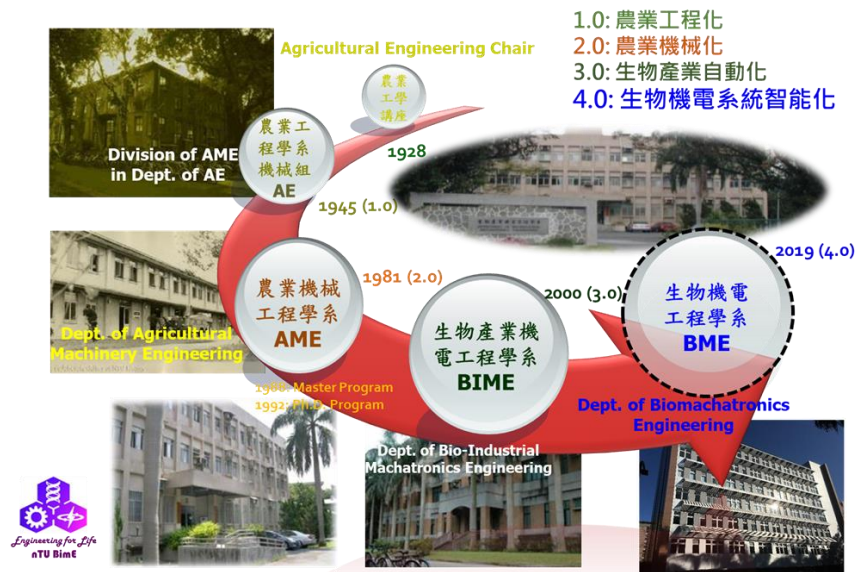 1.0: 農業工程化
2.0: 農業機械化
3.0: 生物產業自動化
4.0: 生物機電系統智能化
Agricultural Engineering Chair
農業
工學
講座
1928
農業工
程學系
機械組
AE
Division of AME
in Dept. of AE
1945 (1.0)
農業機械
工程學系
AME
1981 (2.0)
Dept. of Agricultural
Machinery Engineering
1986: Master Program
1992: Ph.D. Program
生物產業機
電工程學系
BIME
2000 (3.0)
Dept. of Bio-Industrial
Machatronics Engineering
生物機電
工程學系
BME
2019 (4.0)
Dept. of Biomachatronics
Engineering
Engineering for Life
nTU BimE